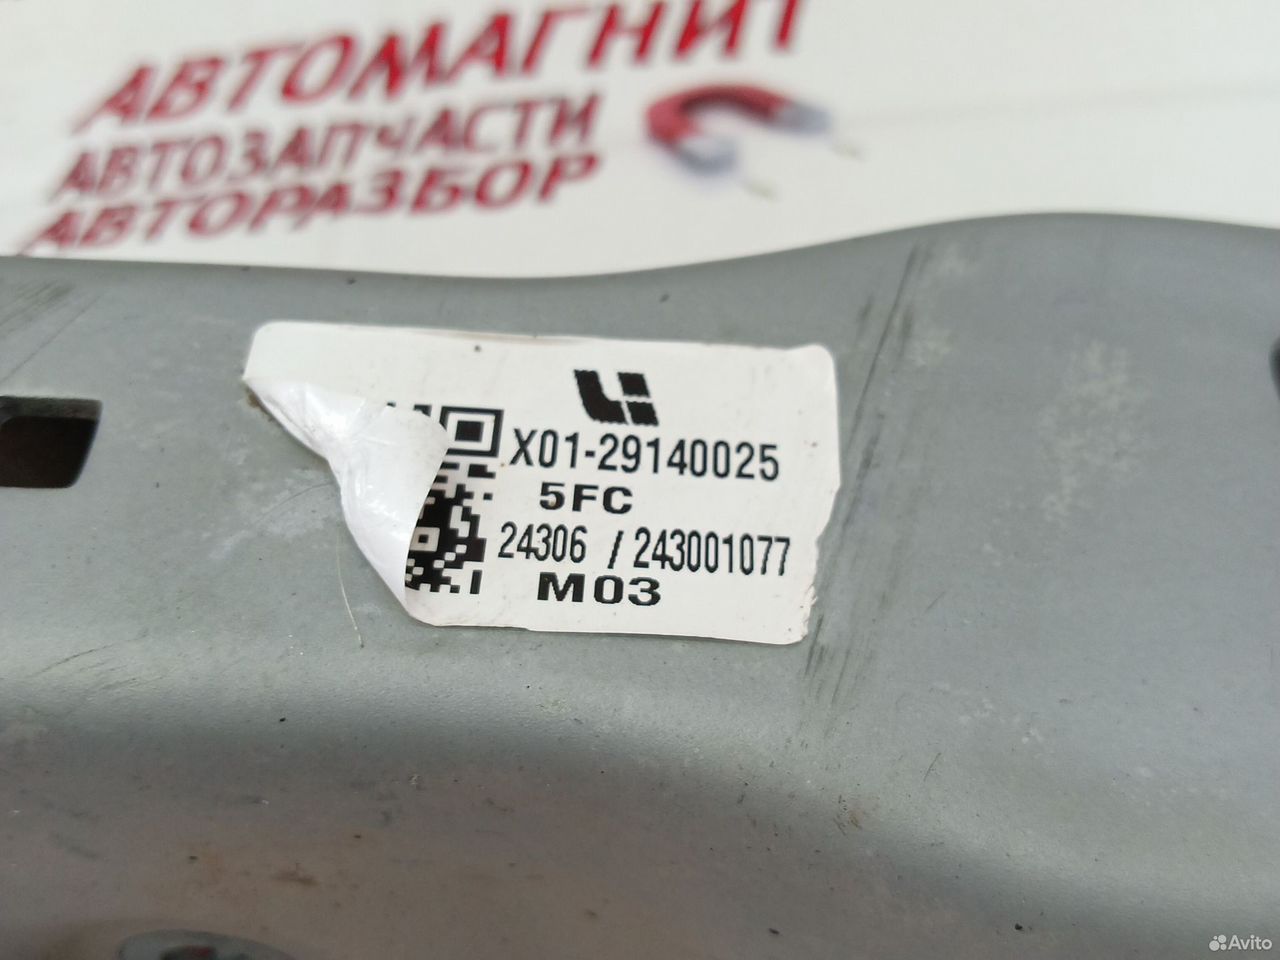 АВТОМАГНИТ
АВТОЗАПЧАСТИ
АВТОРАЗБОР
X01-29140025
5FC
24306 / 243001077
M03
Avito